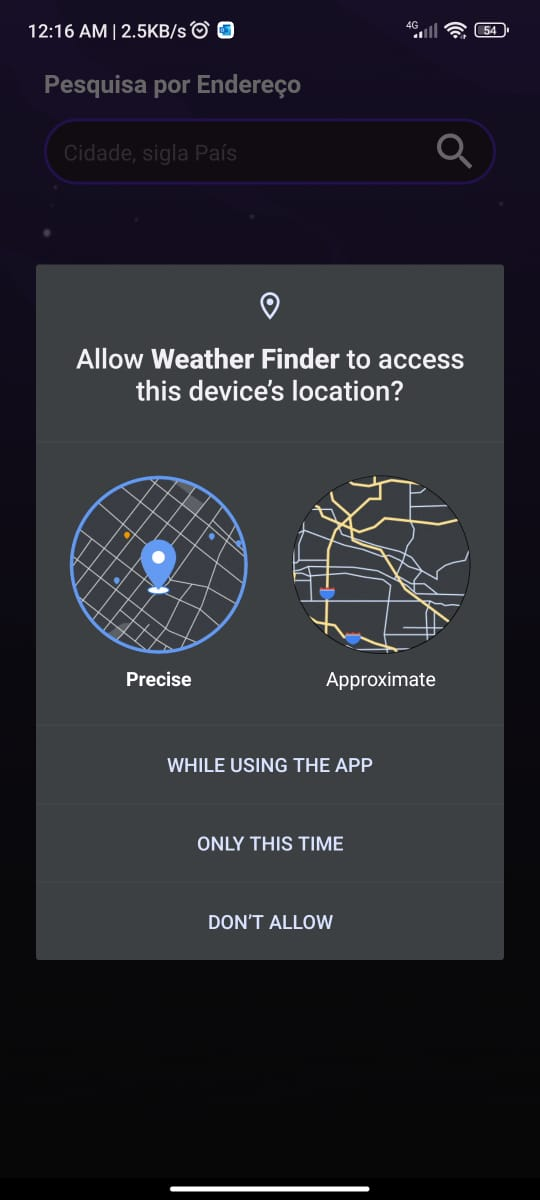 12:16 AM | 2.5KB/s 4G 54
Pesquisa por Endereço
Cidade, sigla País
Allow Weather Finder to access
this device's location?
Precise Approximate
WHILE USING THE APP
ONLY THIS TIME
DON'T ALLOW